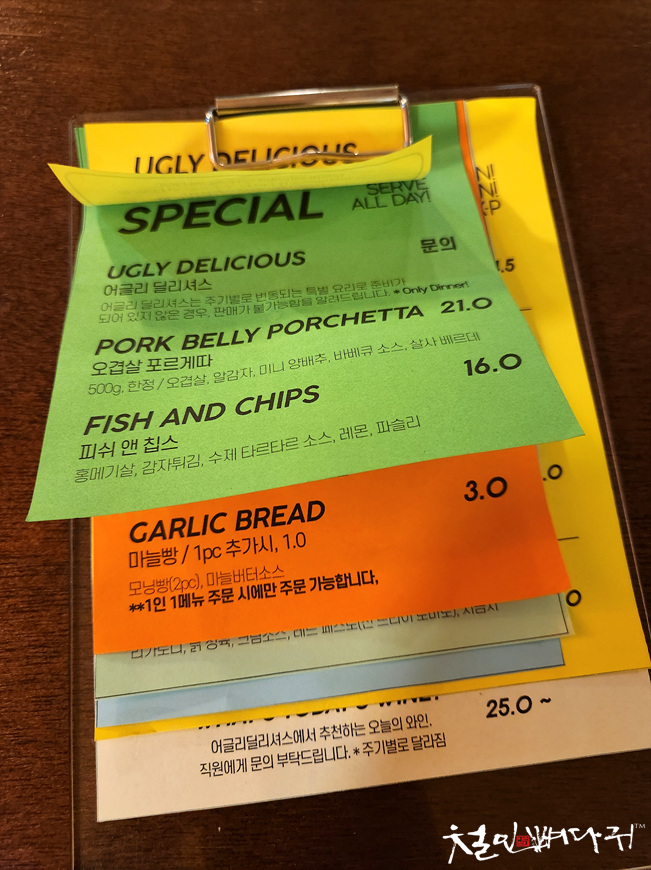 UGLY DELICIOUS
SPECIAL
SERVE
ALL DAY!
UGLY DELICIOUS 문의
어글리 딜리셔스
어글리 딜리셔스는 주기별로 변동되는 특별 요리로 준비가
되어 있지 않은 경우, 판매가 불가능함을 알려드립니다. * Only Dinner!
PORK BELLY PORCHETTA 21.0
오겹살 포르게따
500g, 한정 / 오겹살, 알감자, 미니 양배추, 바베큐 소스, 살사 베르데
FISH AND CHIPS 16.0
피쉬 앤 칩스
홍메기살, 감자튀김, 수제 타르타르 소스, 레몬, 파슬리
GARLIC BREAD 3.0
마늘빵 / 1pc 추가시, 1.0
모닝빵(2pc), 마늘버터소스
**1인 1메뉴 주문 시에만 주문 가능합니다,
25.0 ~
어글리딜리셔스에서 추천하는 오늘의 와인.
직원에게 문의 부탁드립니다. * 주기별로 달라짐
철인뼈다귀™